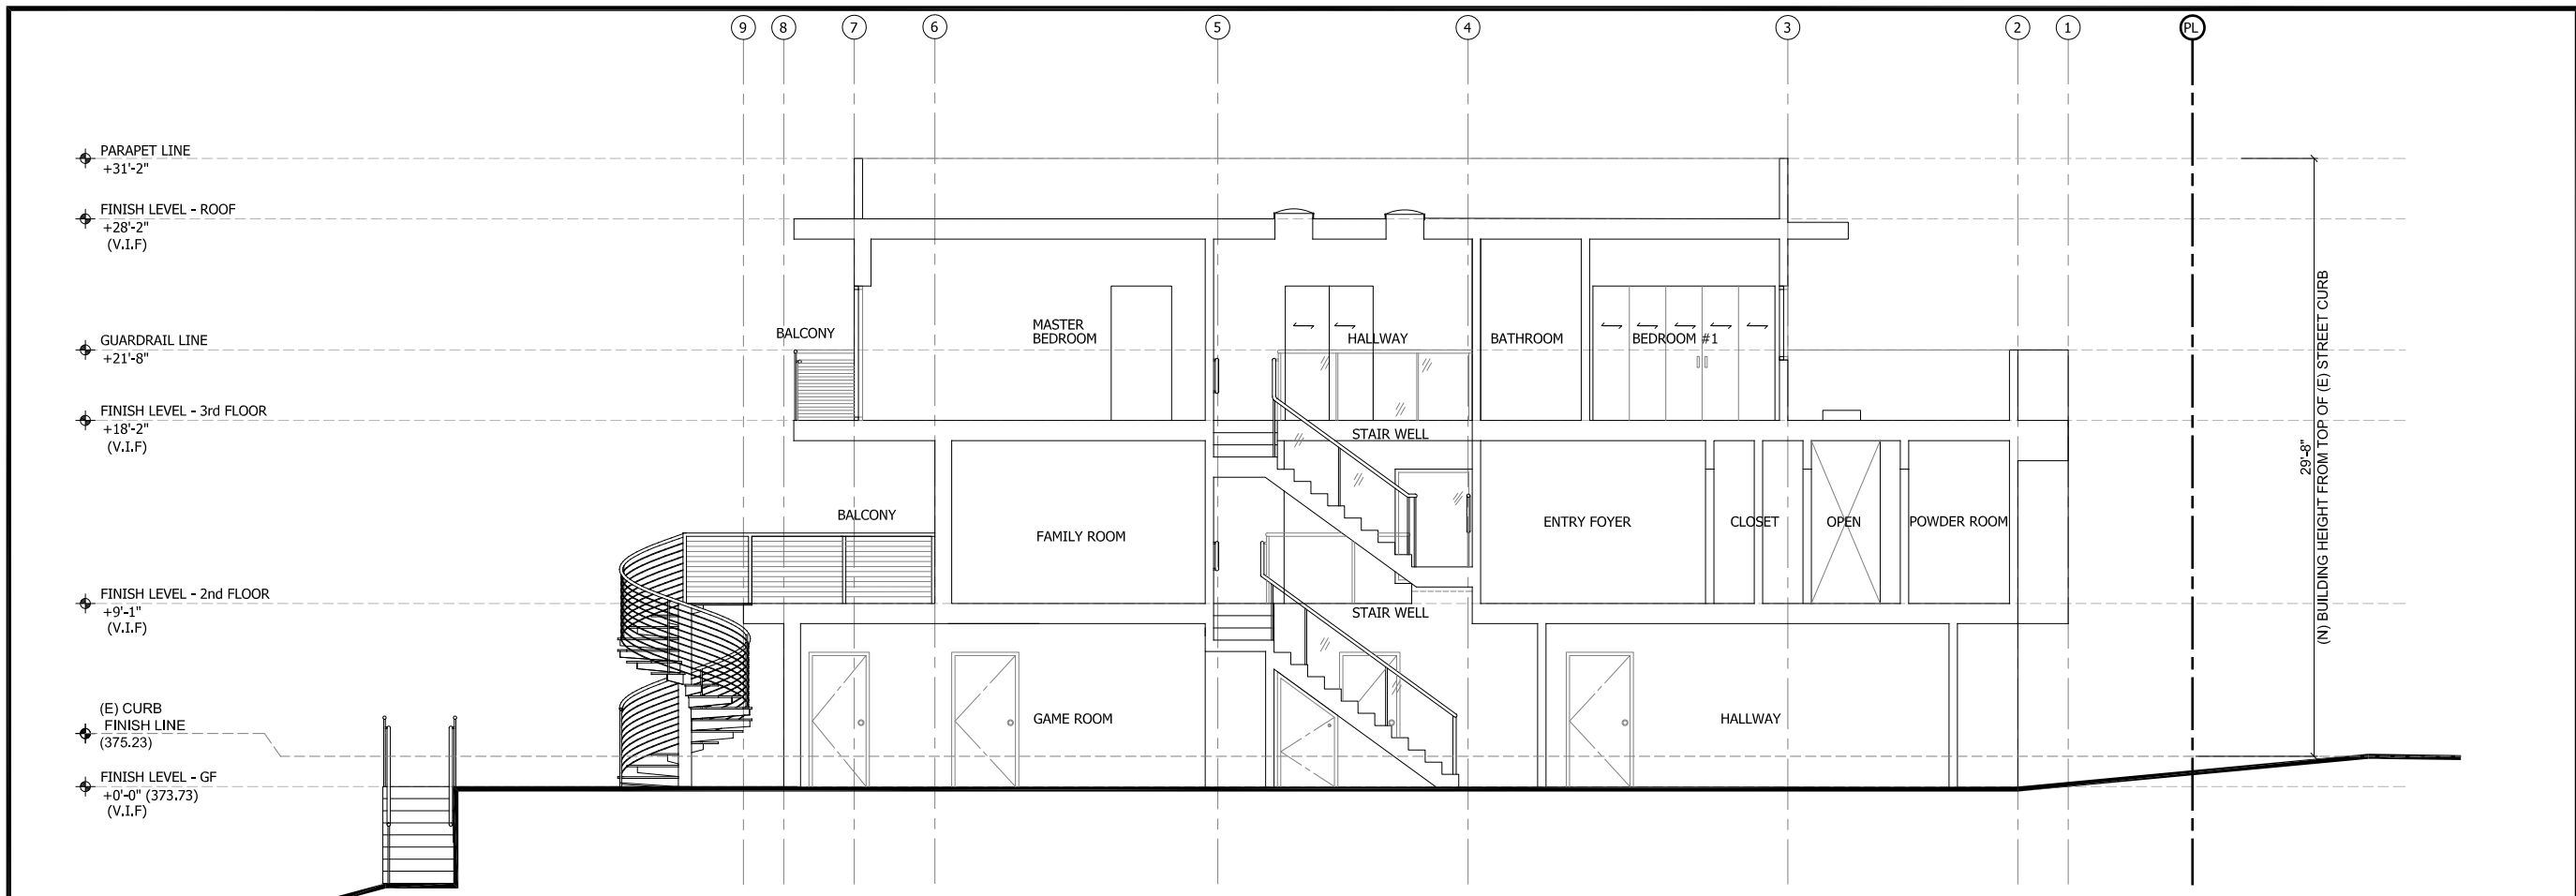 9 8 7 6 5 4 3 2 1 PL
PARAPET LINE
+31'-2"
FINISH LEVEL - ROOF
+28'-2"
(V.I.F)
GUARDRAIL LINE
+21'-8"
FINISH LEVEL - 3rd FLOOR
+18'-2"
(V.I.F)
FINISH LEVEL - 2nd FLOOR
+9'-1"
(V.I.F)
(E) CURB
FINISH LINE
(375.23)
FINISH LEVEL - GF
+0'-0" (373.73)
(V.I.F)
BALCONY
MASTER
BEDROOM
HALLWAY
BATHROOM
BEDROOM #1
STAIR WELL
BALCONY
FAMILY ROOM
ENTRY FOYER
CLOSET
OPEN
POWDER ROOM
STAIR WELL
GAME ROOM
HALLWAY
29'-8"
(N) BUILDING HEIGHT FROM TOP OF (E) STREET CURB